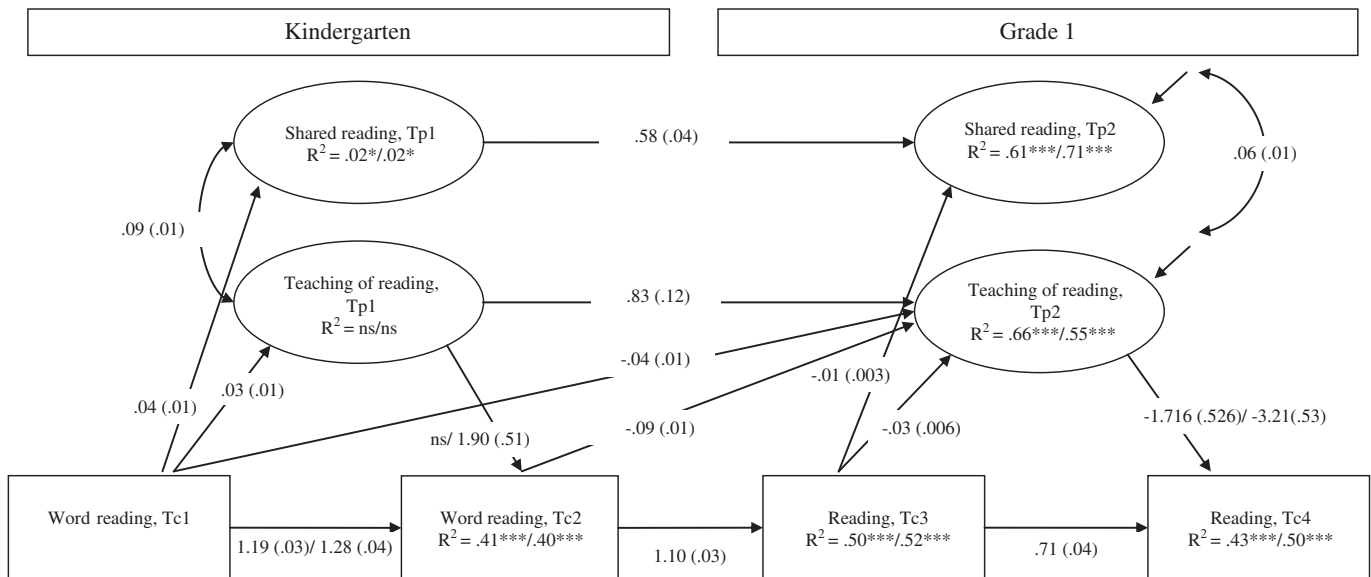 Kindergarten
Grade 1
Shared reading, Tp1
R² = .02*/.02*
.58 (.04)
Shared reading, Tp2
R² = .61***/.71***
.06 (.01)
.09 (.01)
Teaching of reading,
Tp1
R² = ns/ns
.83 (.12)
Teaching of reading,
Tp2
R² = .66***/.55***
-.04 (.01)
-.01 (.003)
.03 (.01)
.04 (.01)
-1.716 (.526)/ -3.21(.53)
-.09 (.01)
-.03 (.006)
ns/ 1.90 (.51)
Word reading, Tc1
Word reading, Tc2
R² = .41***/.40***
Reading, Tc3
R² = .50***/.52***
Reading, Tc4
R² = .43***/.50***
1.19 (.03)/ 1.28 (.04)
1.10 (.03)
.71 (.04)